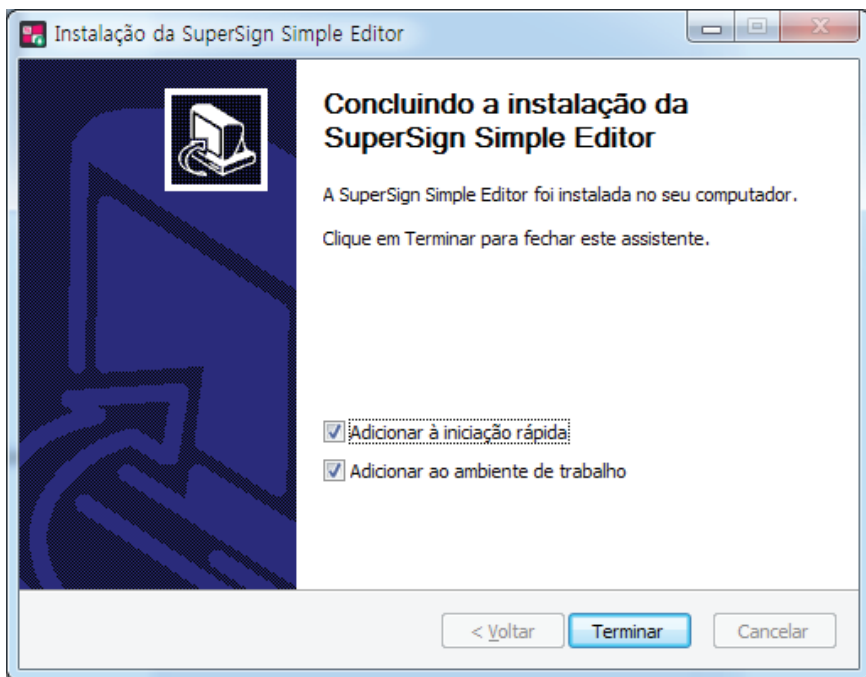 Instalação da SuperSign Simple Editor
Concluindo a instalação da
SuperSign Simple Editor
A SuperSign Simple Editor foi instalada no seu computador.
Clique em Terminar para fechar este assistente.
Adicionar à iniciação rápida
Adicionar ao ambiente de trabalho
< Voltar
Terminar
Cancelar